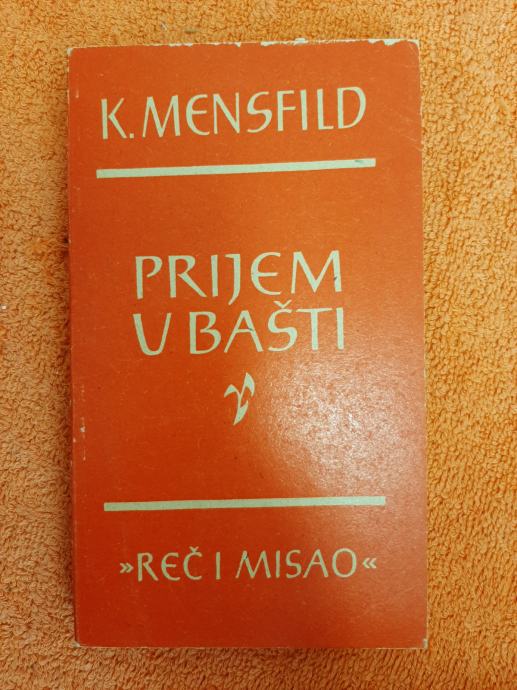 K. MENSFILD
PRIJEM
U BAŠTI
»REČ I MISAO«